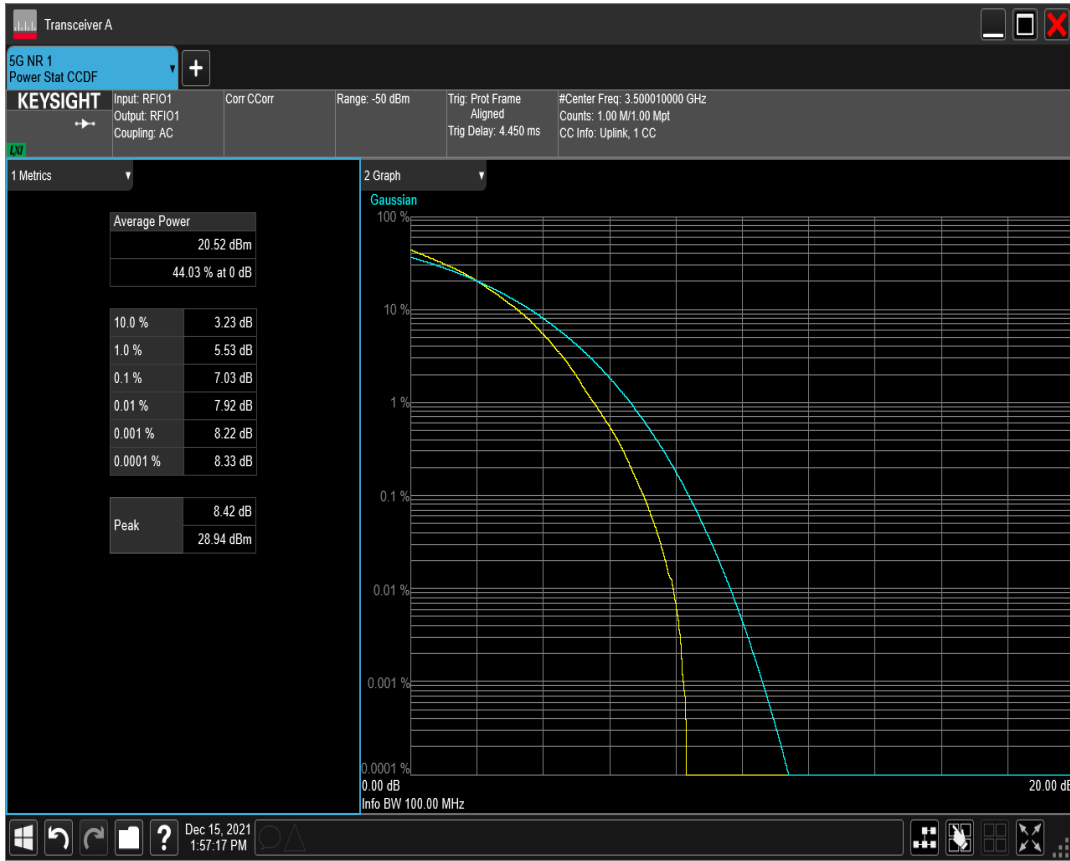 Transceiver A
5G NR 1
Power Stat CCDF
+
KEYSIGHT
LXI
Input: RFIO1
Output: RFIO1
Coupling: AC
Corr CCorr
Range: -50 dBm
Trig: Prot Frame
Aligned
Trig Delay: 4.450 ms
#Center Freq: 3.500010000 GHz
Counts: 1.00 M/1.00 Mpt
CC Info: Uplink, 1 CC
1 Metrics
Average Power
20.52 dBm
44.03 % at 0 dB
10.0 % 3.23 dB
1.0 % 5.53 dB
0.1 % 7.03 dB
0.01 % 7.92 dB
0.001 % 8.22 dB
0.0001 % 8.33 dB
Peak
8.42 dB
28.94 dBm
2 Graph
Gaussian
100 %
10 %
1 %
0.1 %
0.01 %
0.001 %
0.0001 %
0.00 dB 20.00 dB
Info BW 100.00 MHz
?
Dec 15, 2021
1:57:17 PM